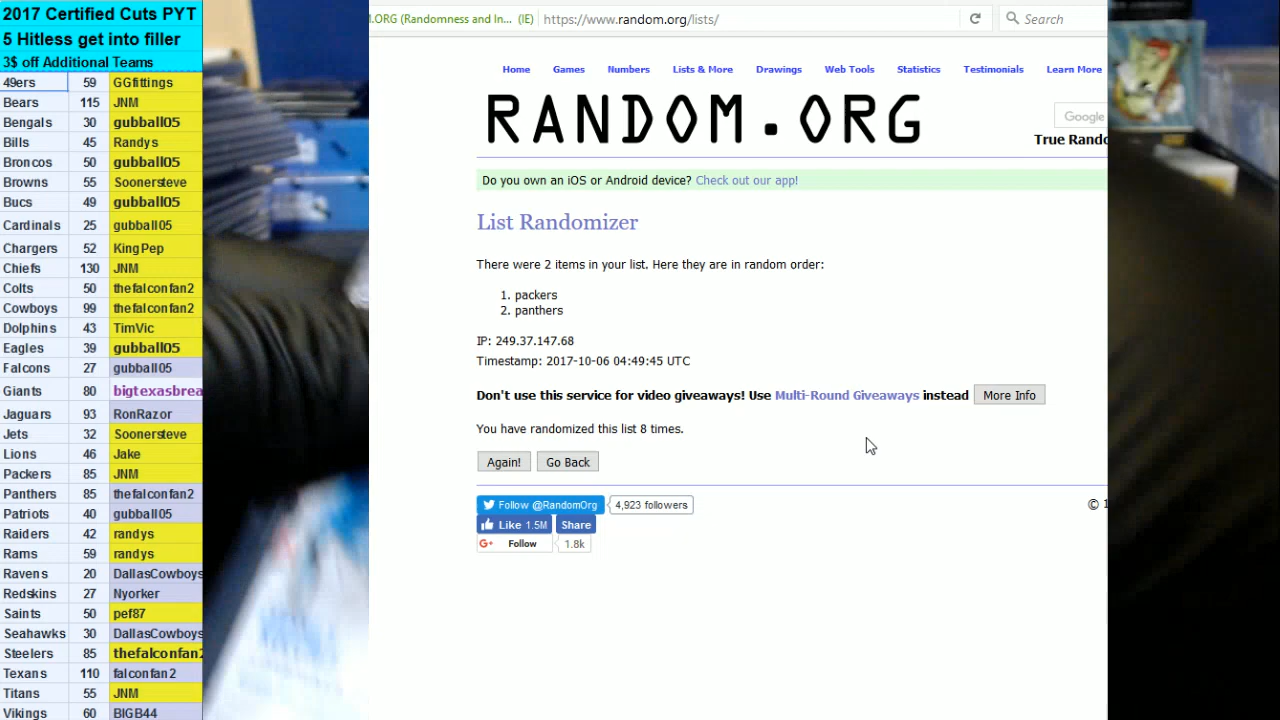 2017 Certified Cuts PYT
5 Hitless get into filler
3$ off Additional Teams
49ers 59 GGfittings
Bears 115 JNM
Bengals 30 gubball05
Bills 45 Randys
Broncos 50 gubball05
Browns 55 Soonersteve
Bucs 49 gubball05
Cardinals 25 gubball05
Chargers 52 KingPep
Chiefs 130 JNM
Colts 50 thefalconfan2
Cowboys 99 thefalconfan2
Dolphins 43 TimVic
Eagles 39 gubball05
Falcons 27 gubball05
Giants 80 bigtexasbrea
Jaguars 93 RonRazor
Jets 32 Soonersteve
Lions 46 Jake
Packers 85 JNM
Panthers 85 thefalconfan2
Patriots 40 gubball05
Raiders 42 randys
Rams 59 randys
Ravens 20 DallasCowboys
Redskins 27 Nyorker
Saints 50 pef87
Seahawks 30 DallasCowboys
Steelers 85 thefalconfan2
Texans 110 falconfan2
Titans 55 JNM
Vikings 60 BIGB44
.ORG (Randomness and In... (IE) https://www.random.org/lists/ Search
Home Games Numbers Lists & More Drawings Web Tools Statistics Testimonials Learn More
RANDOM.ORG
Google
True Rando
Do you own an iOS or Android device? Check out our app!
List Randomizer
There were 2 items in your list. Here they are in random order:
1. packers
2. panthers
IP: 249.37.147.68
Timestamp: 2017-10-06 04:49:45 UTC
Don't use this service for video giveaways! Use Multi-Round Giveaways instead More Info
You have randomized this list 8 times.
Again! Go Back
Follow @RandomOrg 4,923 followers
© 1
Like 1.5M Share
G+ Follow 1.8k